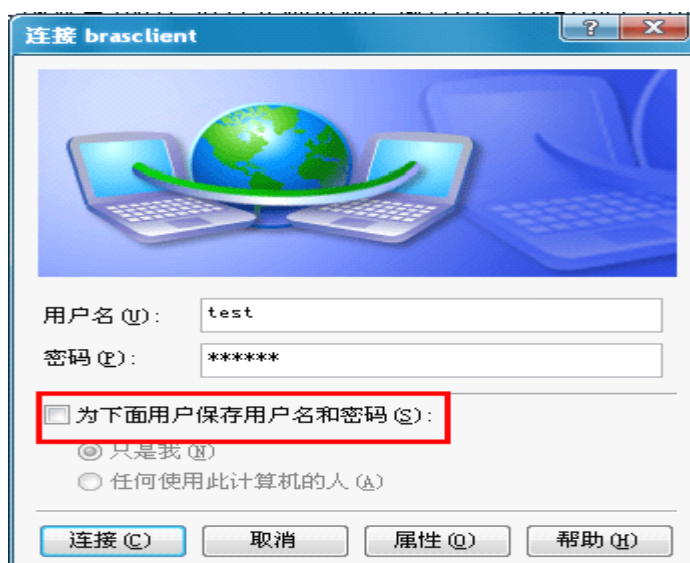 连接 brasclient
用户名(U): test
密码(P): ******
为下面用户保存用户名和密码(S):
只是我(N)
任何使用此计算机的人(A)
连接(C) 取消 属性(O) 帮助(H)